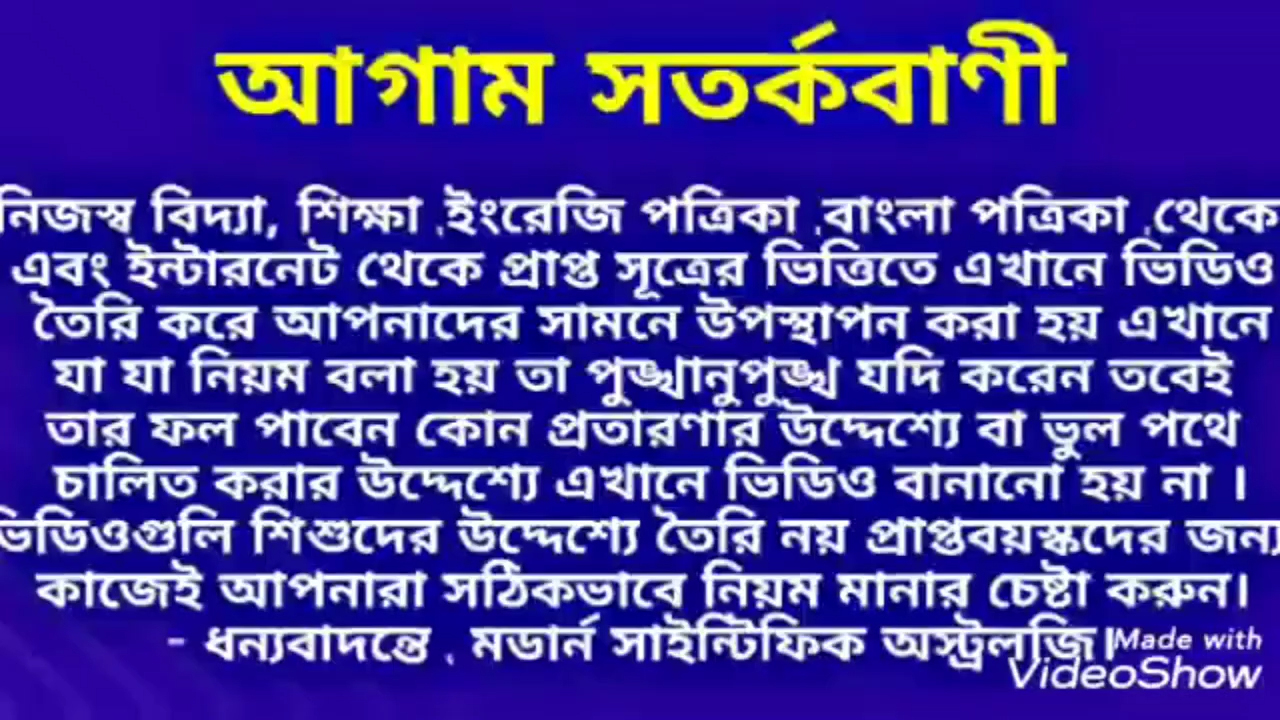 আগাম সতর্কবাণী
নিজস্ব বিদ্যা, শিক্ষা ,ইংরেজি পত্রিকা ,বাংলা পত্রিকা ,থেকে
এবং ইন্টারনেট থেকে প্রাপ্ত সূত্রের ভিত্তিতে এখানে ভিডিও
তৈরি করে আপনাদের সামনে উপস্থাপন করা হয় এখানে
যা যা নিয়ম বলা হয় তা পুঙ্খানুপুঙ্খ যদি করেন তবেই
তার ফল পাবেন কোন প্রতারণার উদ্দেশ্যে বা ভুল পথে
চালিত করার উদ্দেশ্যে এখানে ভিডিও বানানো হয় না ।
ভিডিওগুলি শিশুদের উদ্দেশ্যে তৈরি নয় প্রাপ্তবয়স্কদের জন্য
কাজেই আপনারা সঠিকভাবে নিয়ম মানার চেষ্টা করুন।
- ধন্যবাদন্তে , মডার্ন সাইন্টিফিক অস্ট্রলজি।
Made with
VideoShow